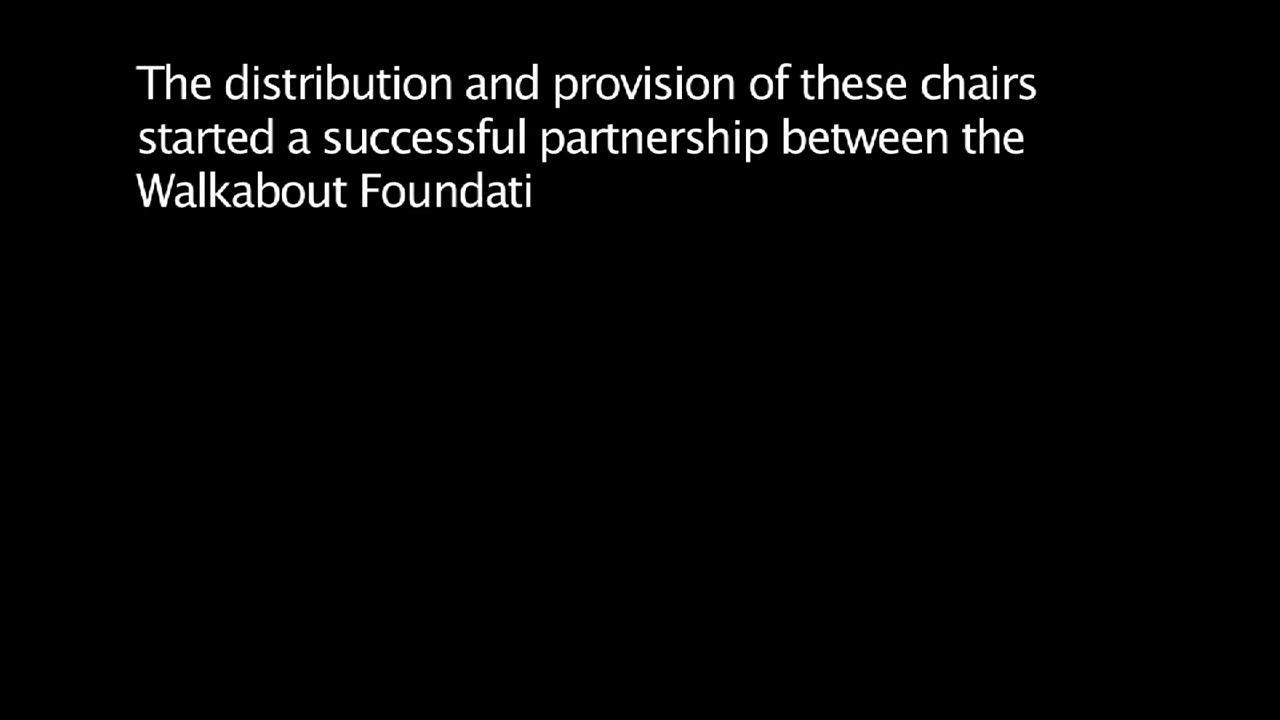 The distribution and provision of these chairs
started a successful partnership between the
Walkabout Foundati